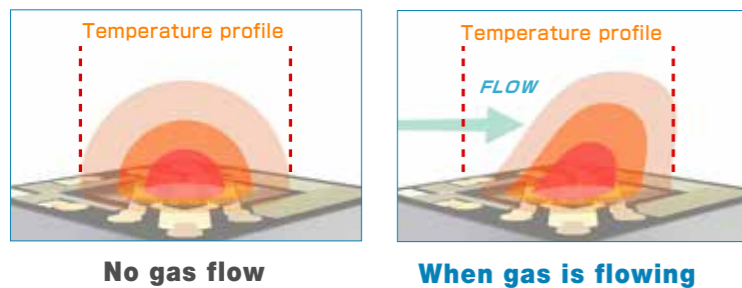 Temperature profile
No gas flow
Temperature profile
FLOW
When gas is flowing